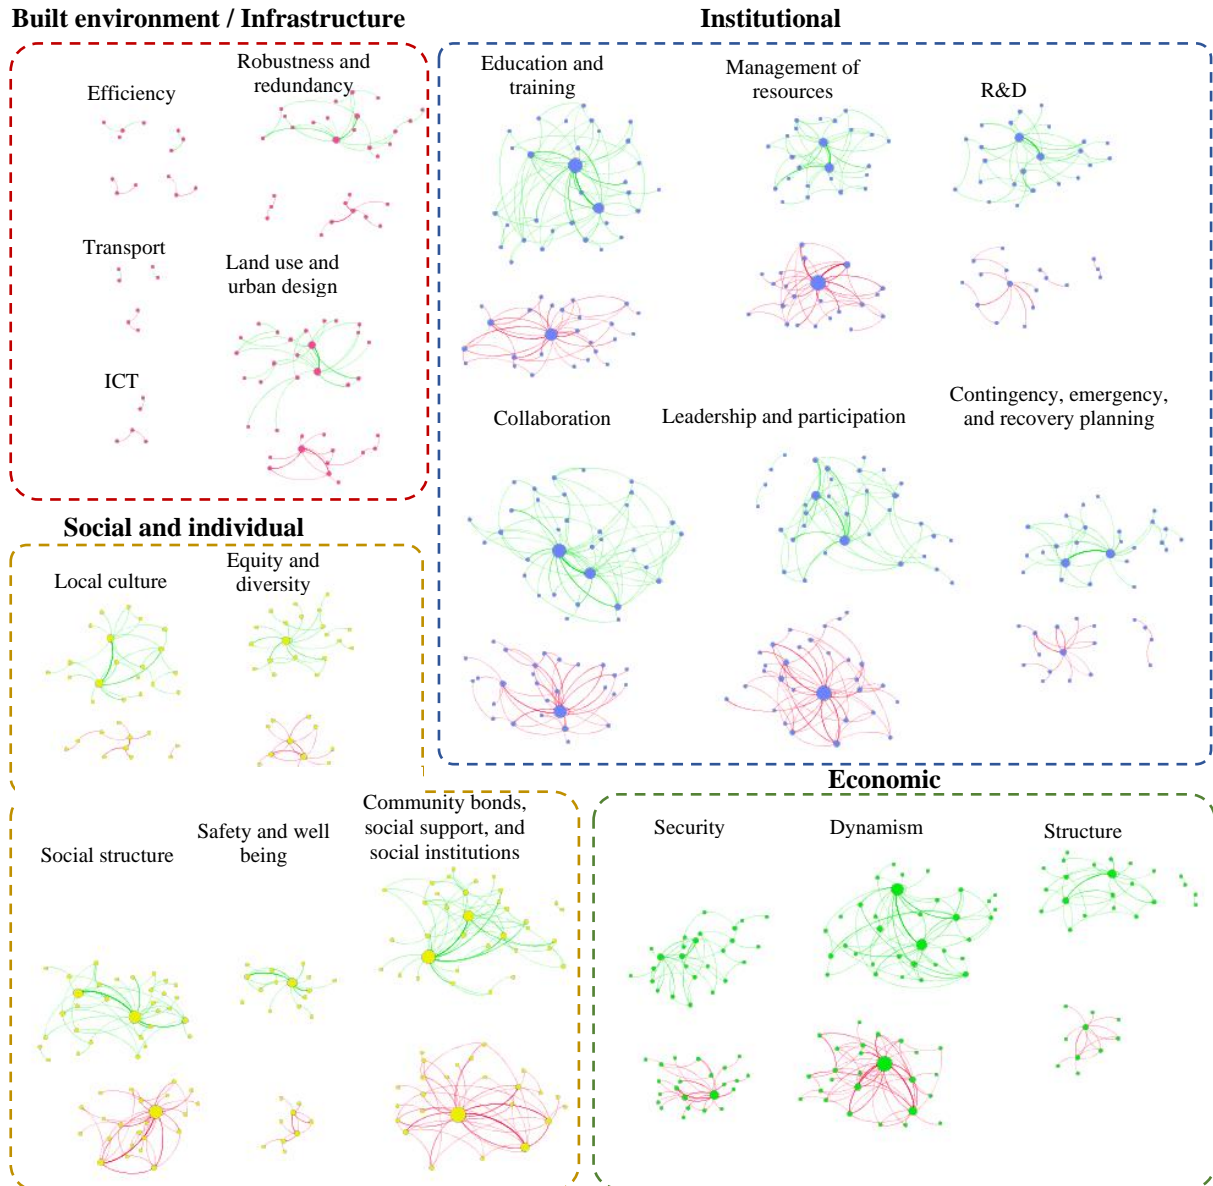 Built environment / Infrastructure
Efficiency
Robustness and
redundancy
Transport
Land use and
urban design
ICT
Institutional
Education and
training
Management of
resources
R&D
Collaboration
Leadership and participation
Contingency, emergency,
and recovery planning
Social and individual
Local culture
Equity and
diversity
Social structure
Safety and well
being
Community bonds,
social support, and
social institutions
Economic
Security
Dynamism
Structure